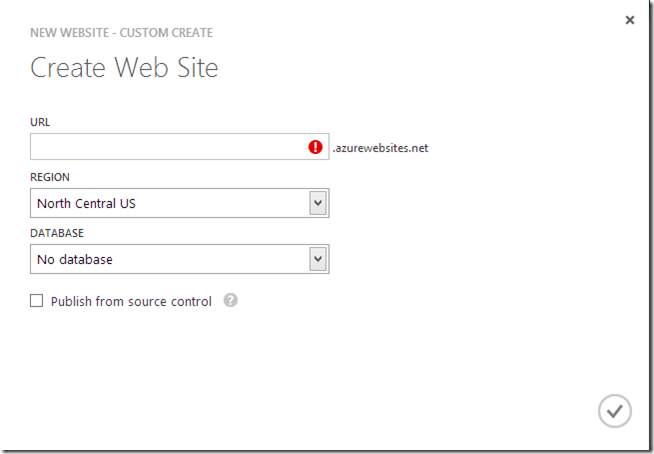 NEW WEBSITE - CUSTOM CREATE
Create Web Site
URL
.azurewebsites.net
REGION
North Central US
DATABASE
No database
Publish from source control ?